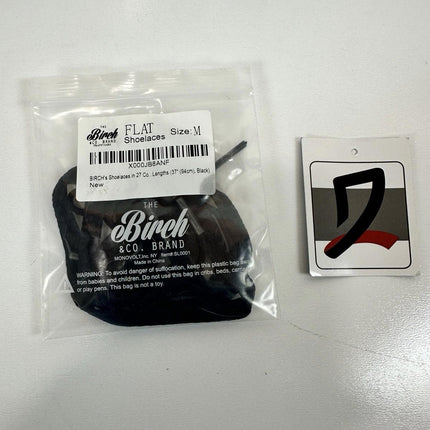 THE
Birch
& CO. BRAND
FLAT
Shoelaces
Size: M
X000JB8ANF
BIRCH's Shoelaces in 27 Co...Lengths (37" (94cm), Black)
New
THE
Birch
& CO. BRAND
MONOVOLT,Inc. NY Item# SL0001
Made in China
WARNING: To avoid danger of suffocation, keep this plastic bag
from babies and children. Do not use this bag in cribs, beds,
or play pens. This bag is not a toy.